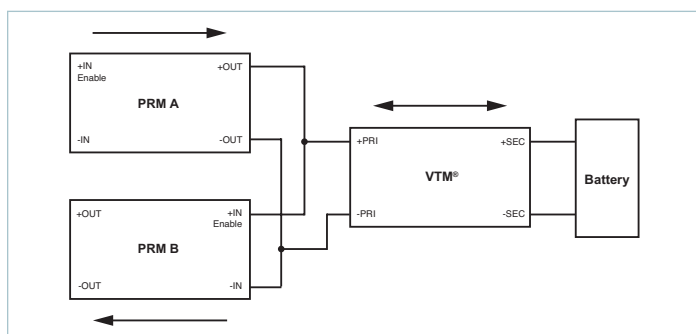 +IN
Enable
+OUT
PRM A
-IN
-OUT
+PRI
+SEC
VTM®
-PRI
-SEC
Battery
+OUT
+IN
Enable
PRM B
-OUT
-IN